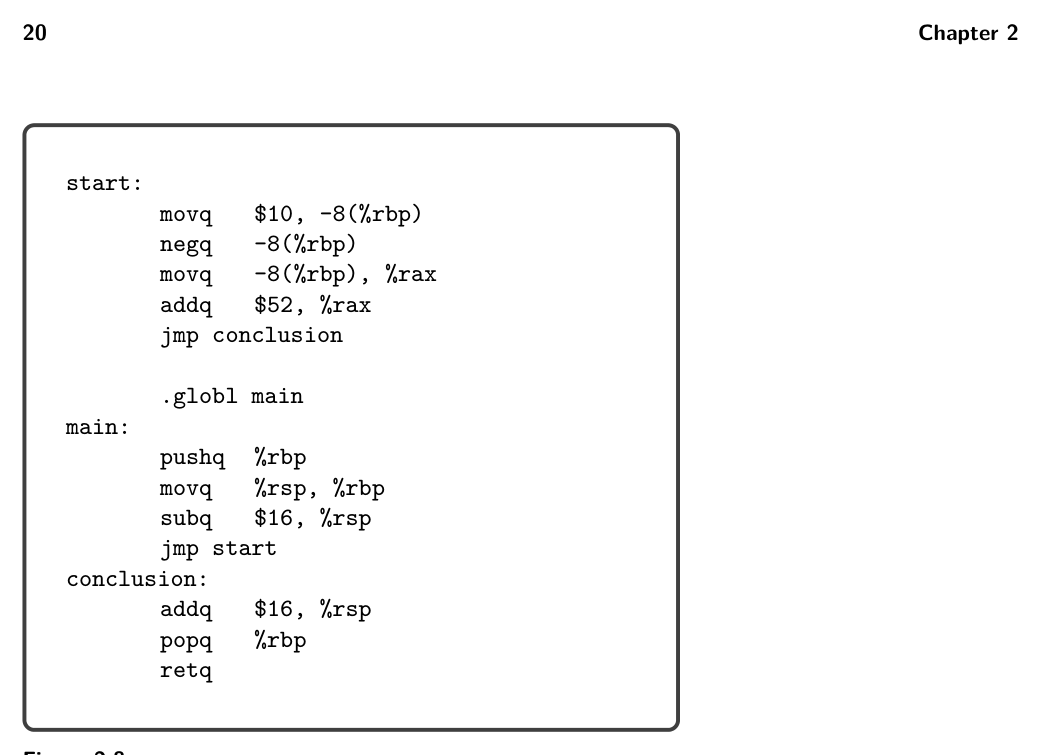 20 Chapter 2
start:
movq $10, -8(%rbp)
negq -8(%rbp)
movq -8(%rbp), %rax
addq $52, %rax
jmp conclusion
.globl main
main:
pushq %rbp
movq %rsp, %rbp
subq $16, %rsp
jmp start
conclusion:
addq $16, %rsp
popq %rbp
retq